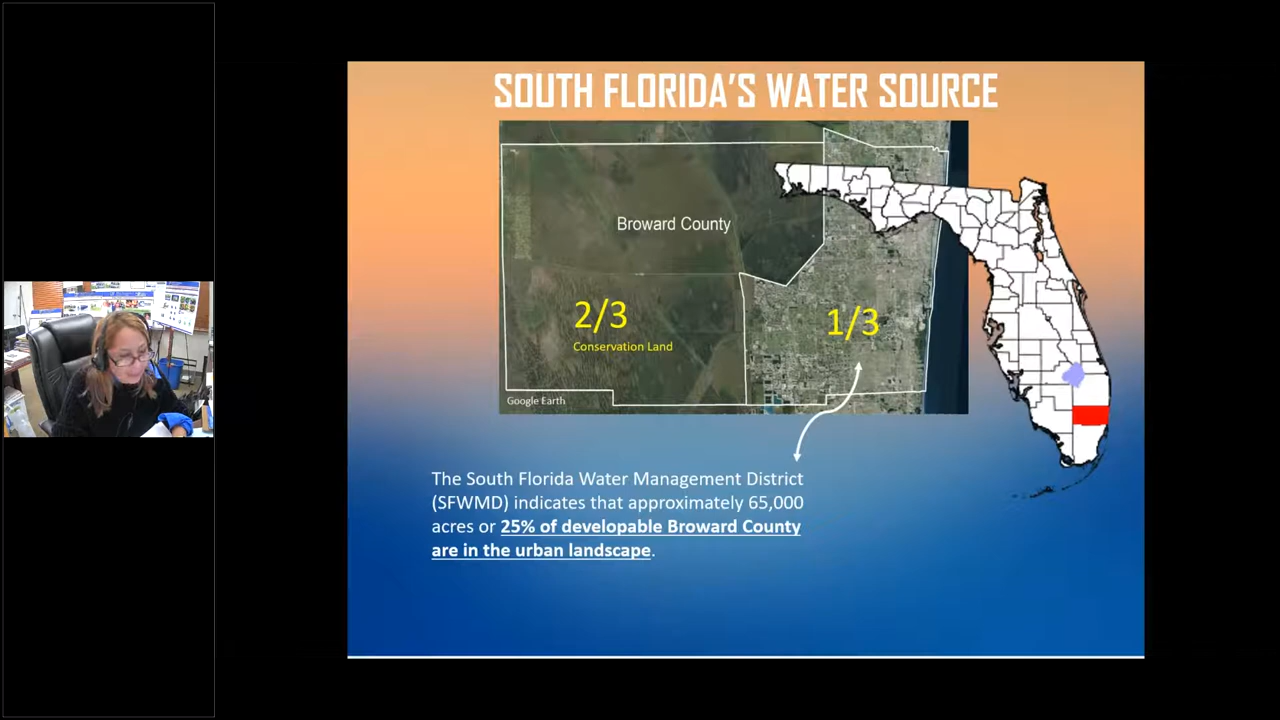 SOUTH FLORIDA'S WATER SOURCE
Broward County
2/3
Conservation Land
1/3
Google Earth
The South Florida Water Management District
(SFWMD) indicates that approximately 65,000
acres or 25% of developable Broward County
are in the urban landscape.